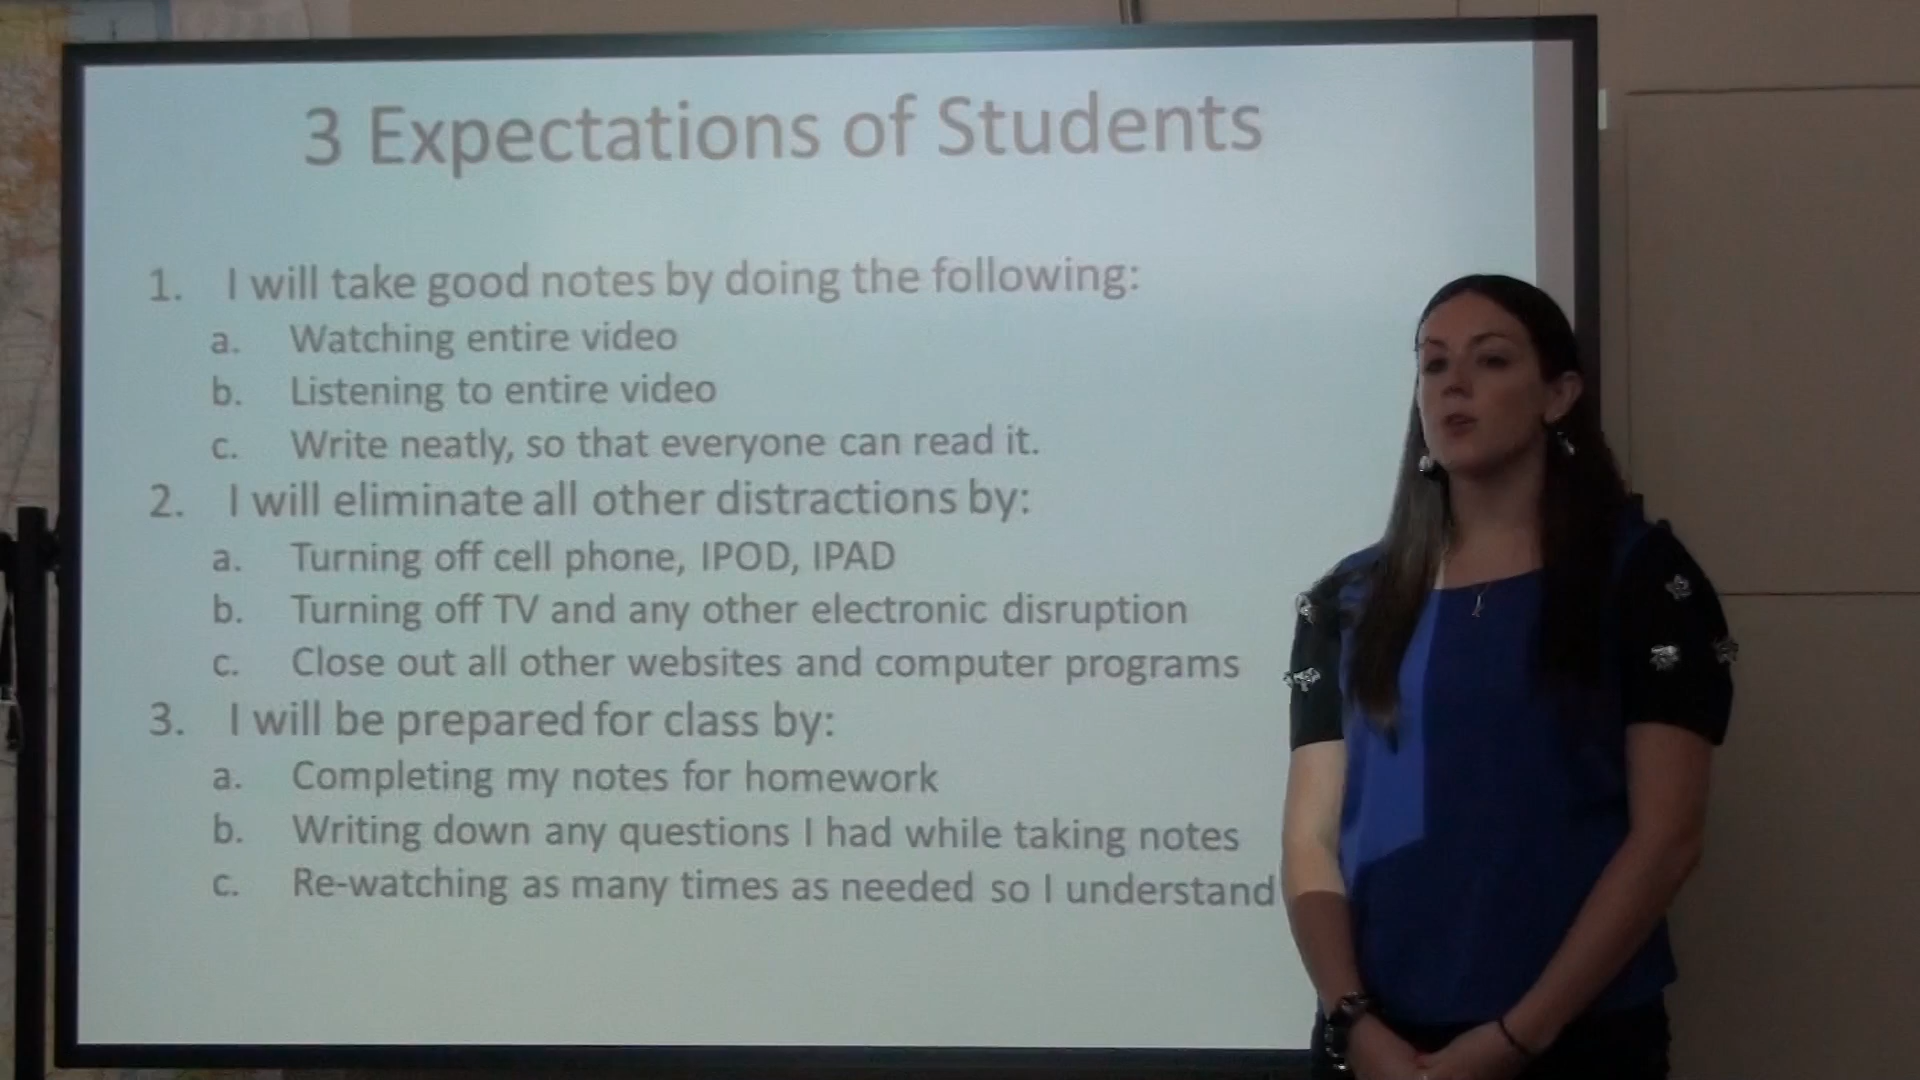 3 Expectations of Students
1. I will take good notes by doing the following:
a. Watching entire video
b. Listening to entire video
c. Write neatly, so that everyone can read it.
2. I will eliminate all other distractions by:
a. Turning off cell phone, IPOD, IPAD
b. Turning off TV and any other electronic disruption
c. Close out all other websites and computer programs
3. I will be prepared for class by:
a. Completing my notes for homework
b. Writing down any questions I had while taking notes
c. Re-watching as many times as needed so I understand